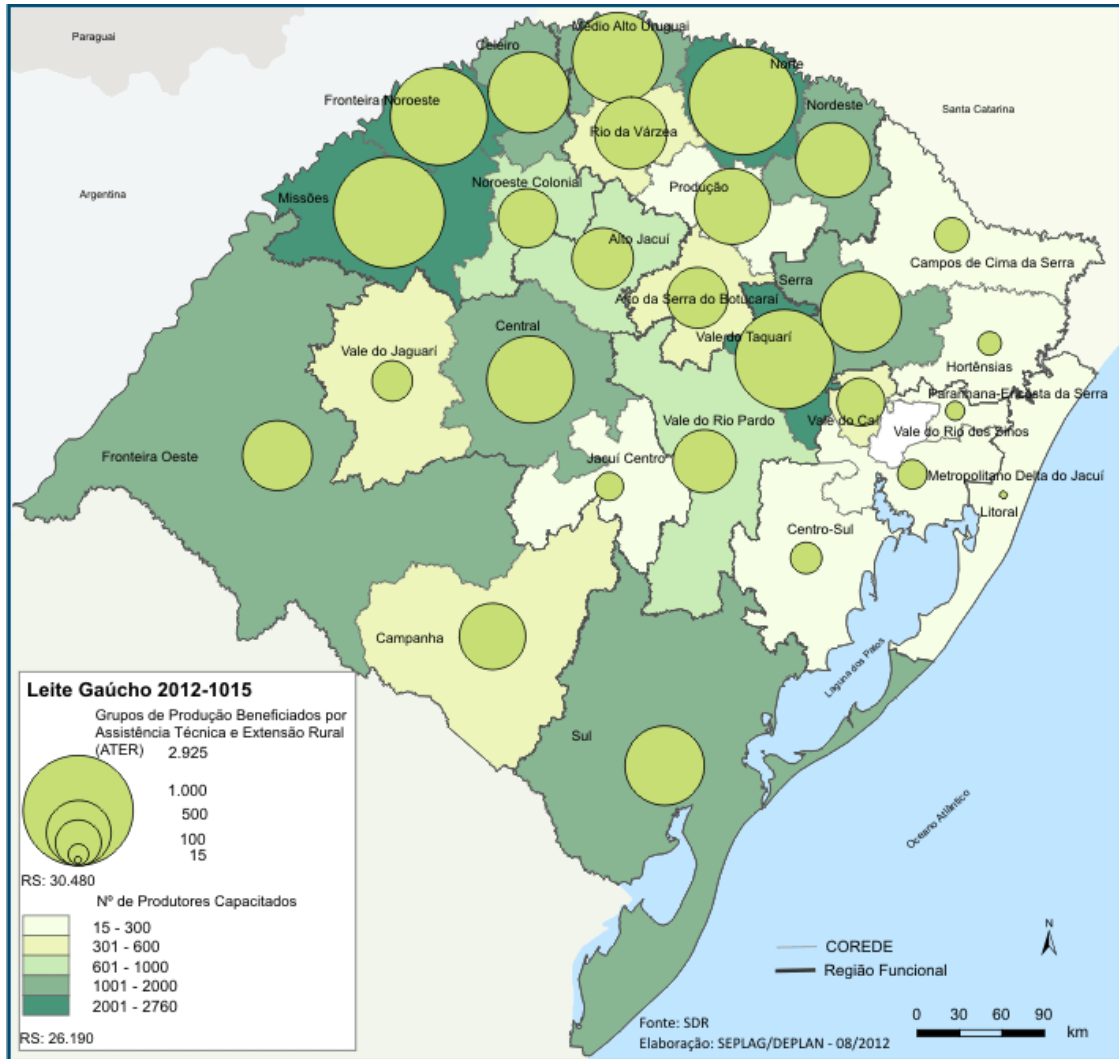 Paraguai
Médio Alto Uruguai
Celeiro
Norte
Fronteira Noroeste
Nordeste
Santa Catarina
Rio da Várzea
Argentina
Noroeste Colonial
Produção
Missões
Alto Jacuí
Campos de Cima da Serra
Serra
Alto da Serra do Botucaraí
Central
Vale do Taquarí
Vale do Jaguarí
Hortênsias
Paranhana-Encosta da Serra
Vale do Rio Pardo
Vale do Caí
Vale do Rio dos Sinos
Fronteira Oeste
Jacuí Centro
Metropolitano Delta do Jacuí
Litoral
Centro-Sul
Campanha
Laguna dos Patos
Sul
Oceano Atlântico
Leite Gaúcho 2012-1015
Grupos de Produção Beneficiados por
Assistência Técnica e Extensão Rural
(ATER)
2.925
1.000
500
100
15
RS: 30.480
Nº de Produtores Capacitados
15 - 300
301 - 600
601 - 1000
1001 - 2000
2001 - 2760
RS: 26.190
COREDE
Região Funcional
N
Fonte: SDR
Elaboração: SEPLAG/DEPLAN - 08/2012
0 30 60 90
km